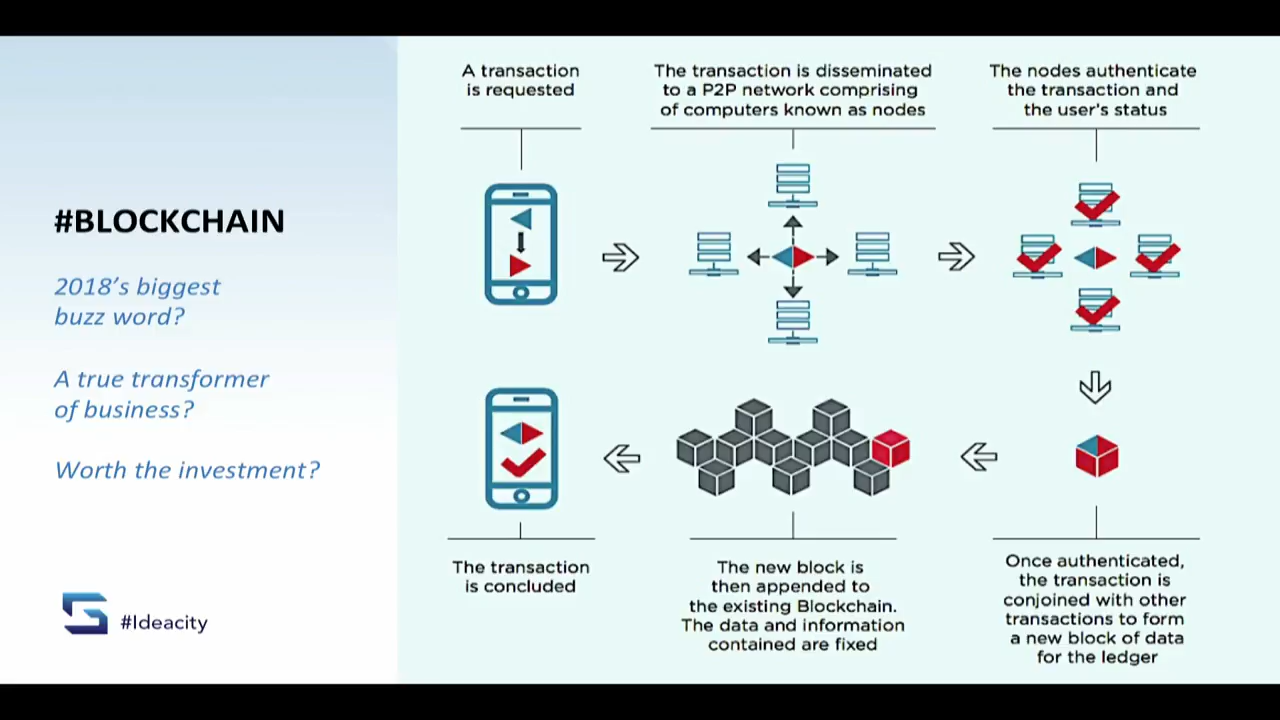 #BLOCKCHAIN
2018's biggest
buzz word?
A true transformer
of business?
Worth the investment?
#Ideacity
A transaction
is requested
The transaction is disseminated
to a P2P network comprising
of computers known as nodes
The nodes authenticate
the transaction and
the user's status
Once authenticated,
the transaction is
conjoined with other
transactions to form
a new block of data
for the ledger
The new block is
then appended to
the existing Blockchain.
The data and information
contained are fixed
The transaction
is concluded